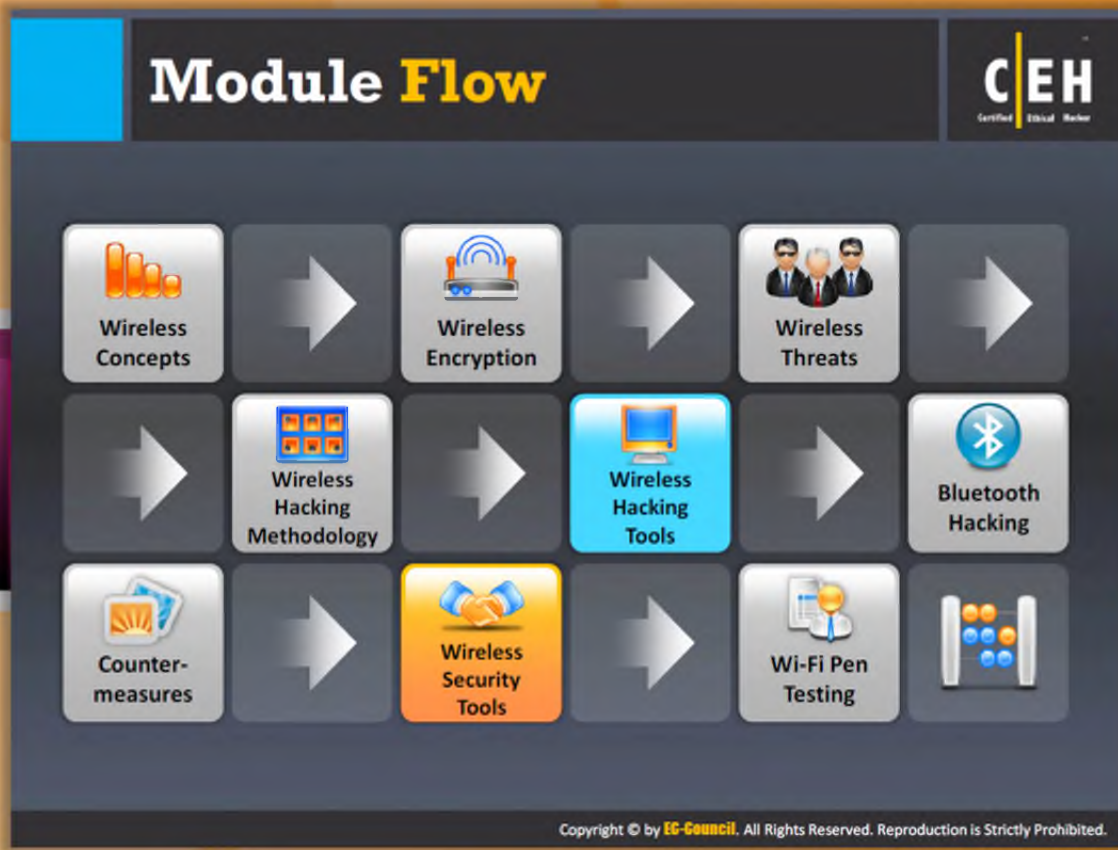 Module Flow
CEH
Certified Ethical Hacker
Wireless
Concepts
Wireless
Encryption
Wireless
Threats
Wireless
Hacking
Methodology
Wireless
Hacking
Tools
Bluetooth
Hacking
Counter-
measures
Wireless
Security
Tools
Wi-Fi Pen
Testing
Copyright © by EC-Council. All Rights Reserved. Reproduction is Strictly Prohibited.